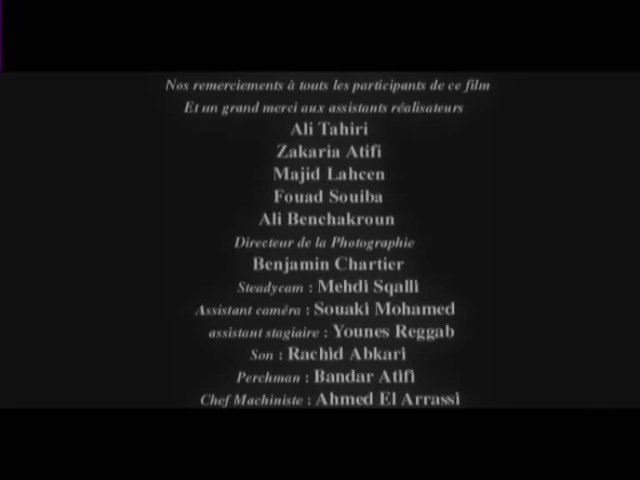 Nos remerciements à touts les participants de ce film
Et un grand merci aux assistants réalisateurs
Ali Tahiri
Zakaria Atifi
Majid Lahcen
Fouad Souiba
Ali Benchakroun
Directeur de la Photographie
Benjamin Chartier
Steadycam : Mehdi Sqalli
Assistant caméra : Souaki Mohamed
assistant stagiaire : Younes Reggab
Son : Rachid Abkari
Perchman : Bandar Atifi
Chef Machiniste : Ahmed El Arrassi